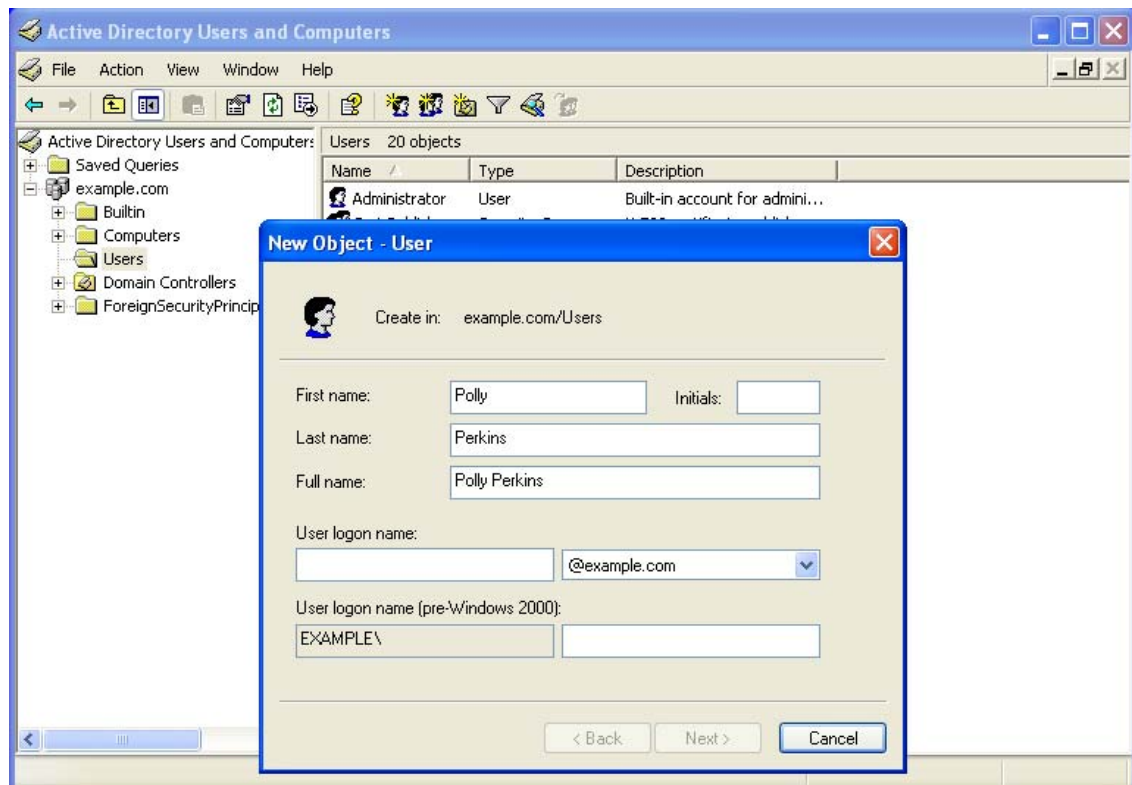 Active Directory Users and Computers
File Action View Window Help
Active Directory Users and Computers
Users 20 objects
Saved Queries
Name Type Description
example.com
Administrator User Built-in account for admini...
Builtin
Computers
Users
Domain Controllers
ForeignSecurityPrincip
New Object - User
Create in: example.com/Users
First name: Polly Initials:
Last name: Perkins
Full name: Polly Perkins
User logon name:
@example.com
User logon name (pre-Windows 2000):
EXAMPLE\
< Back Next > Cancel